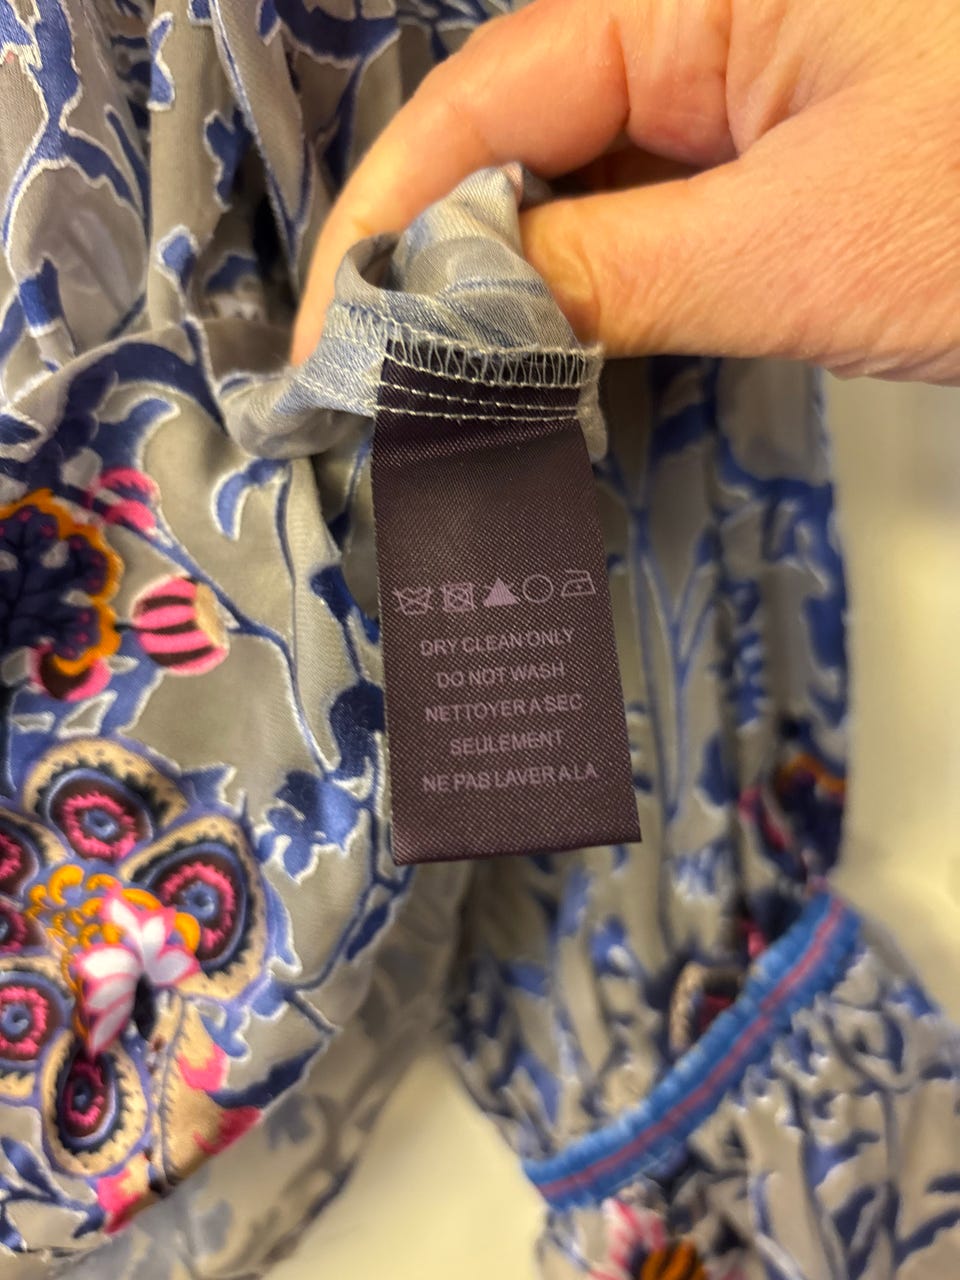 DRY CLEAN ONLY
DO NOT WASH
NETTOYER A SEC
SEULEMENT
NE PAS LAVER A LA